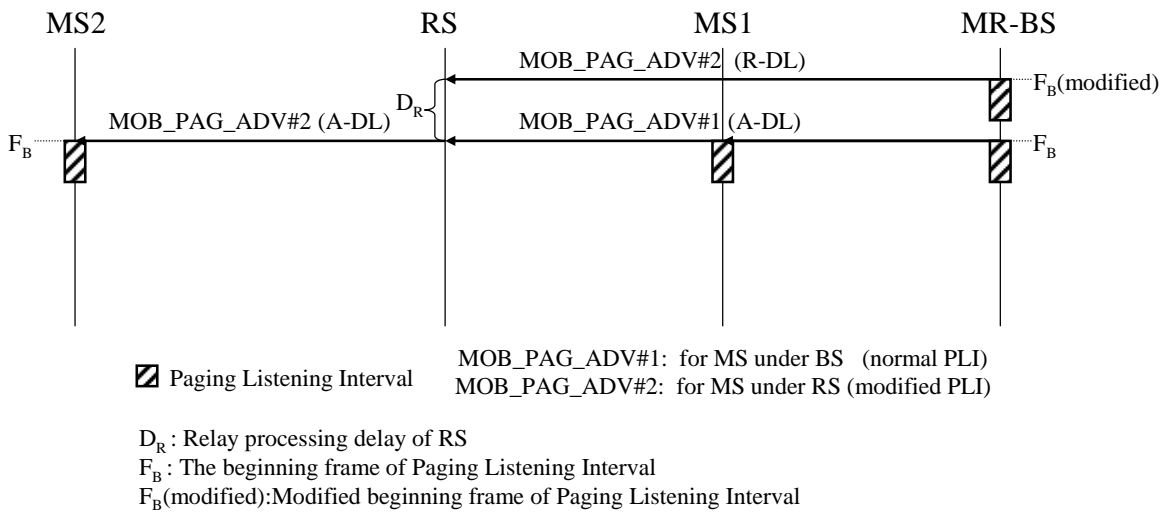 MS2 RS MS1 MR-BS
MOB_PAG_ADV#2 (R-DL)
F_B(modified)
D_R
MOB_PAG_ADV#2 (A-DL)
MOB_PAG_ADV#1 (A-DL)
F_B
F_B
Paging Listening Interval
MOB_PAG_ADV#1: for MS under BS (normal PLI)
MOB_PAG_ADV#2: for MS under RS (modified PLI)
D_R : Relay processing delay of RS
F_B : The beginning frame of Paging Listening Interval
F_B(modified):Modified beginning frame of Paging Listening Interval